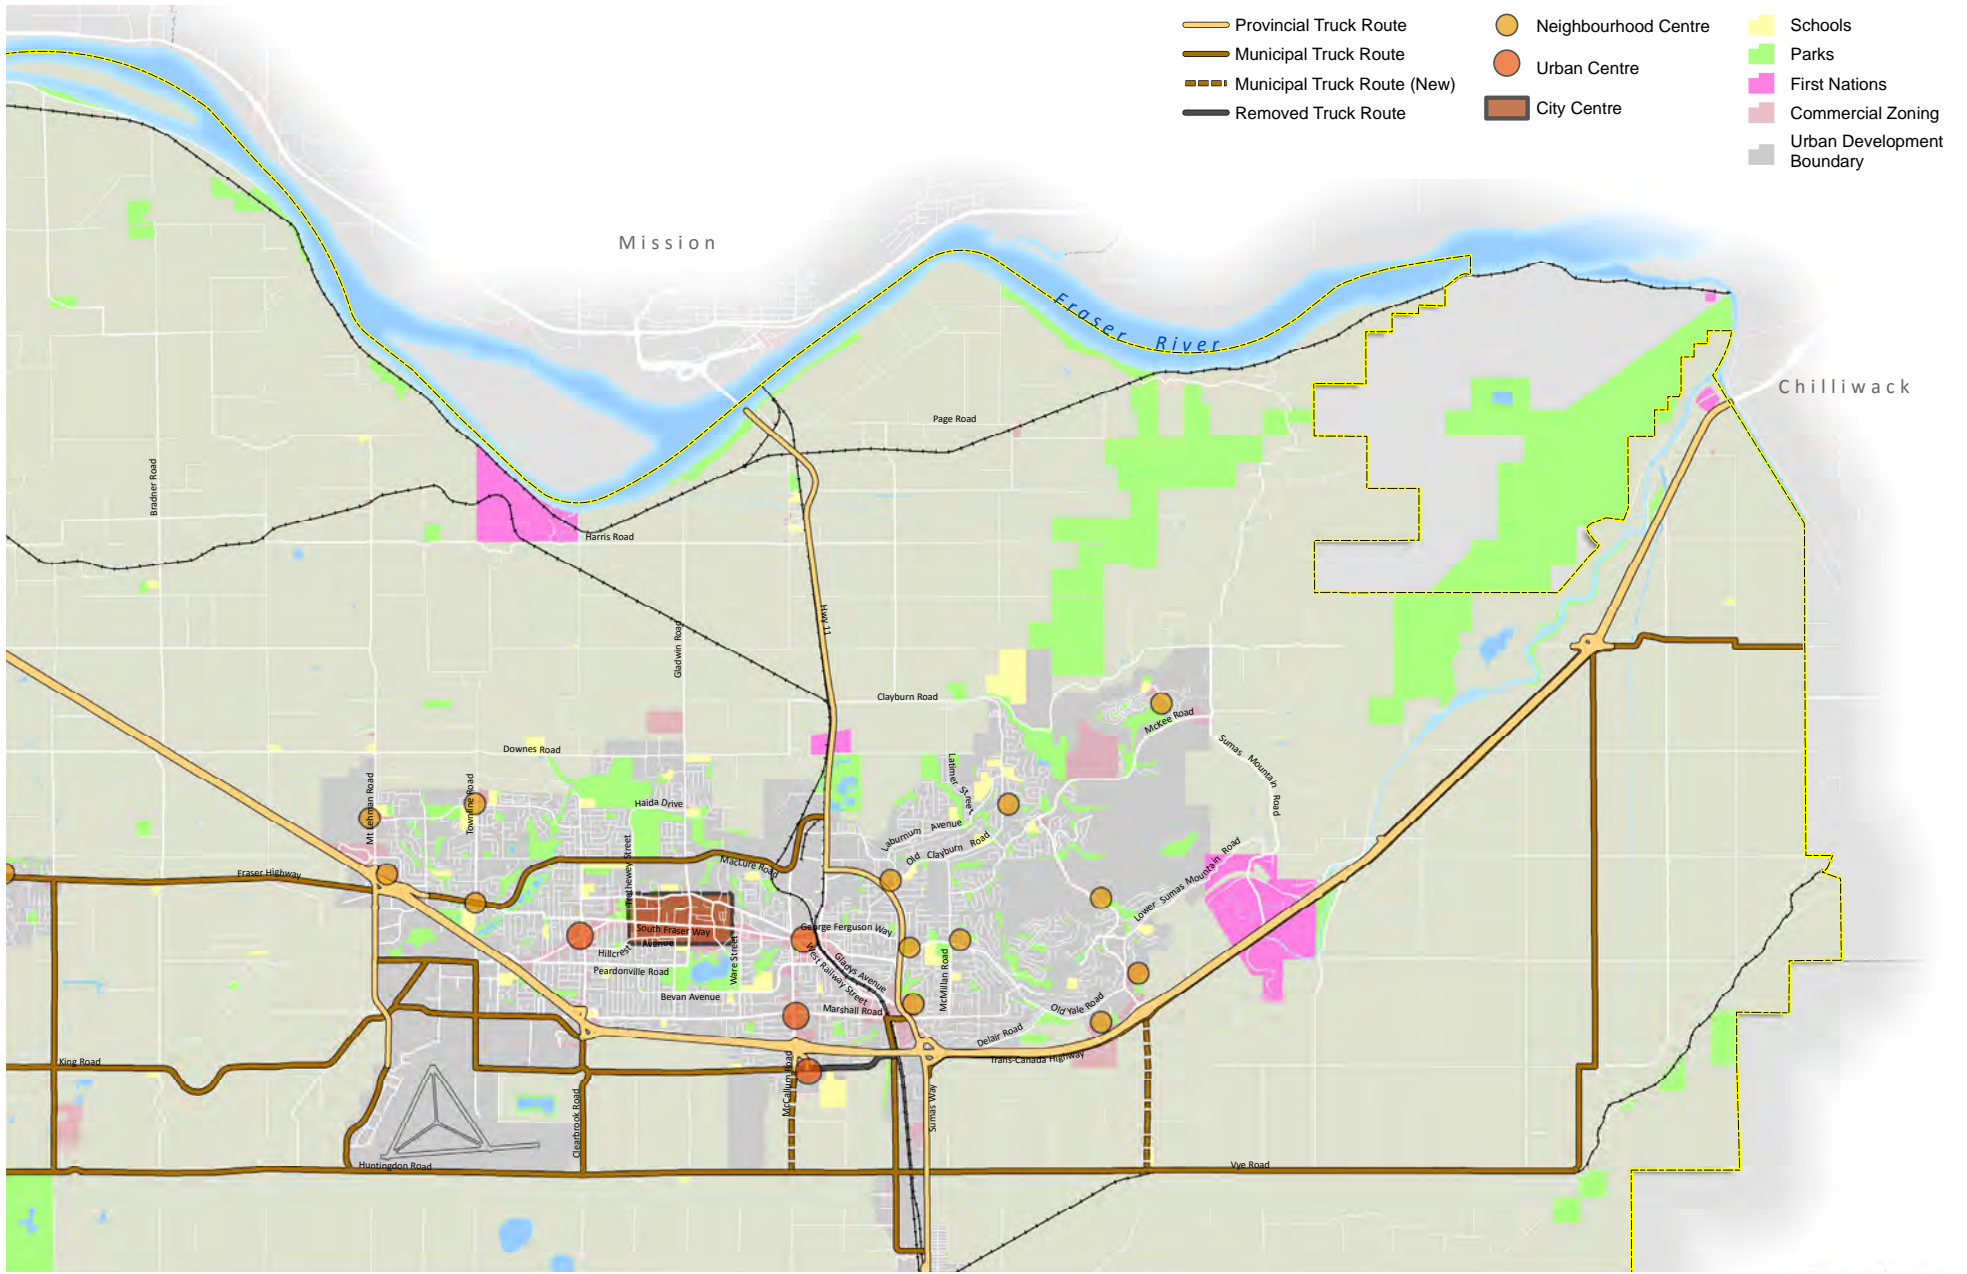 Provincial Truck Route
Municipal Truck Route
Municipal Truck Route (New)
Removed Truck Route
Neighbourhood Centre
Urban Centre
City Centre
Schools
Parks
First Nations
Commercial Zoning
Urban Development
Boundary
Mission
Fraser River
Chilliwack
Page Road
Bradner Road
Harris Road
Hwy 11
Gladwin Road
Clayburn Road
McKee Road
Sumas Mountain Road
Downes Road
Latimer Street
Mt Lehman Road
Townline Road
Haida Drive
Laburnum Avenue
Old Clayburn Road
Trethewey Street
MacLure Road
Fraser Highway
Lower Sumas Mountain Road
South Fraser Way
George Ferguson Way
Hillcrest Avenue
Ware Street
Peardonville Road
West Railway Street
Gladys Avenue
McMillan Road
Bevan Avenue
Marshall Road
Old Yale Road
Delair Road
Trans-Canada Highway
King Road
McCallum Road
Clearbrook Road
Sumas Way
Huntingdon Road
Vye Road